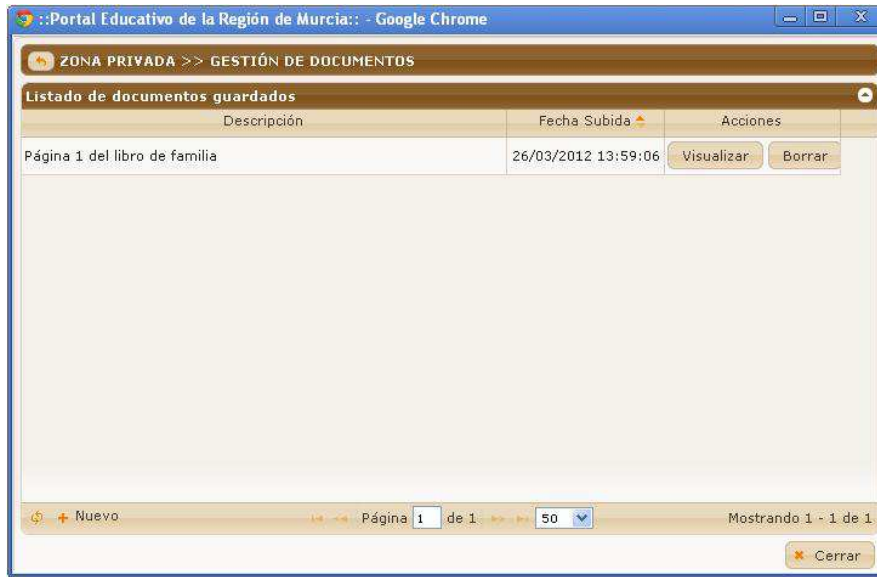 ::Portal Educativo de la Región de Murcia:: - Google Chrome
ZONA PRIVADA >> GESTIÓN DE DOCUMENTOS
Listado de documentos guardados
Descripción Fecha Subida Acciones
Página 1 del libro de familia 26/03/2012 13:59:06 Visualizar Borrar
Nuevo Página 1 de 1 50 Mostrando 1 - 1 de 1
Cerrar